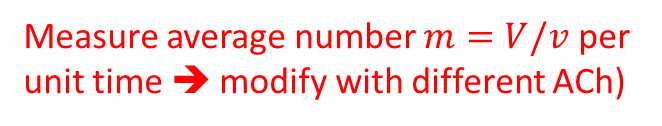 Measure average number m = V/v per
unit time ➔ modify with different ACh)